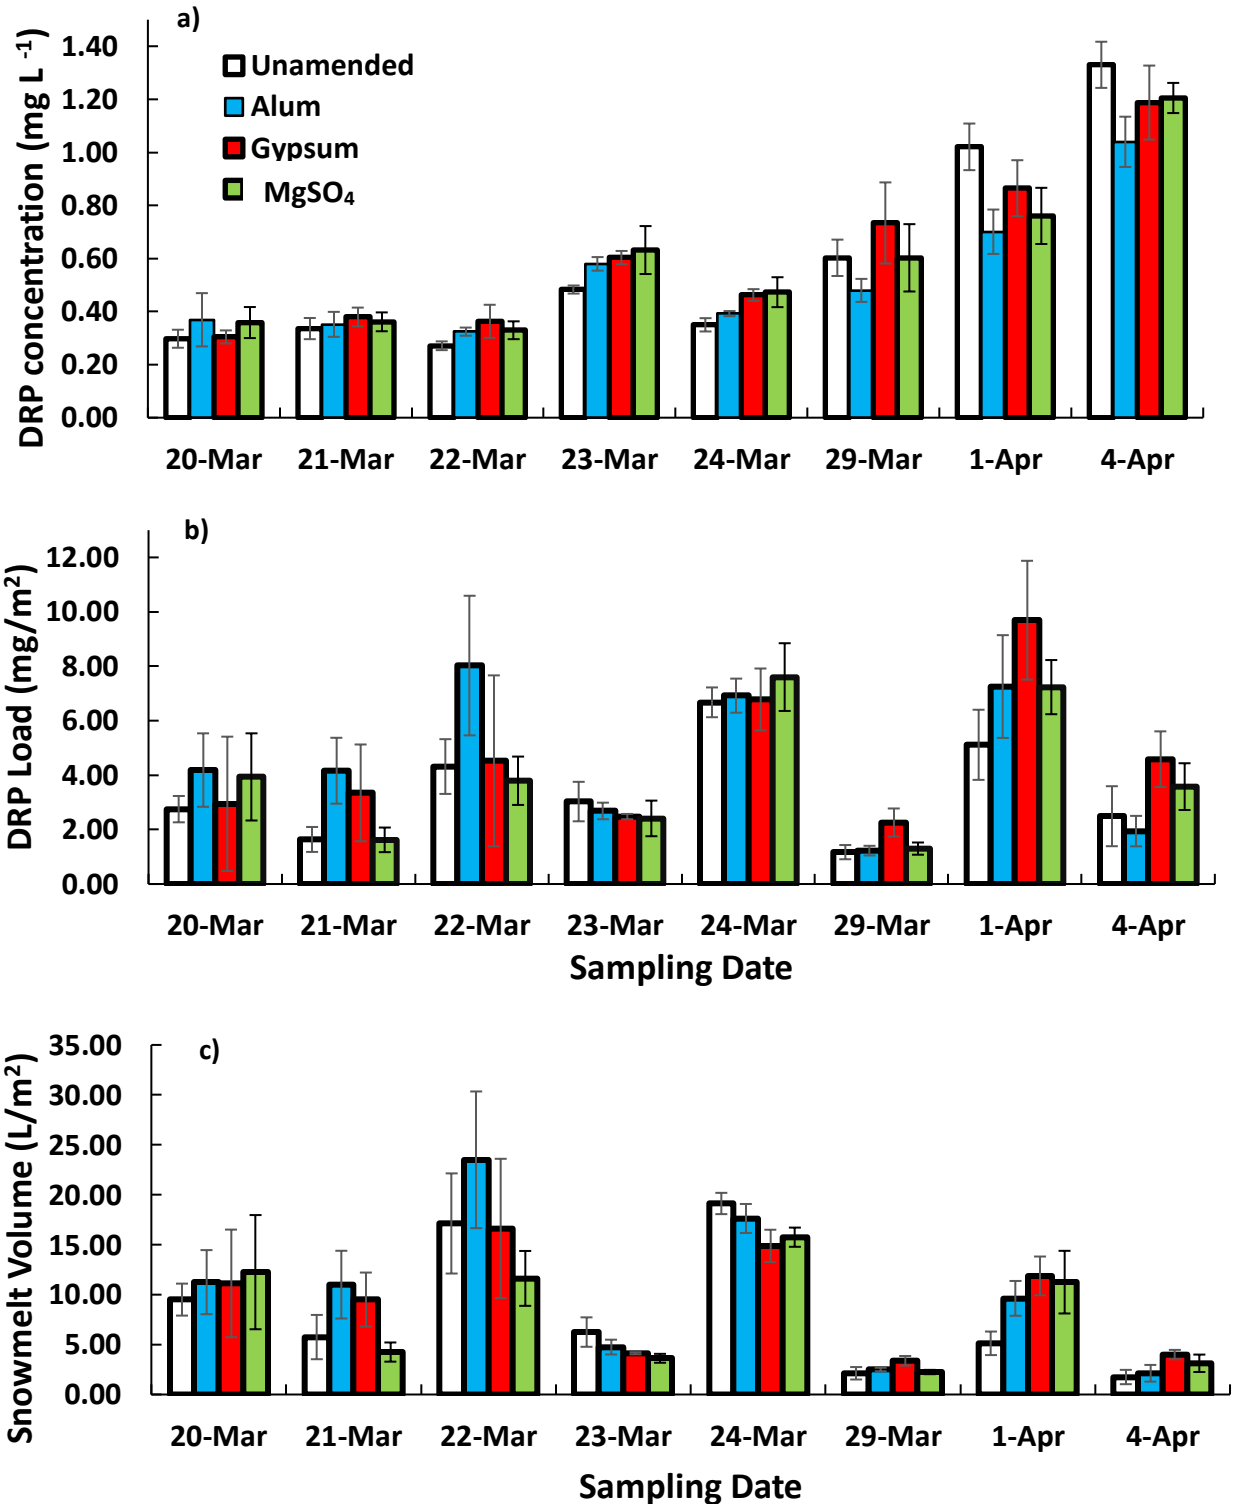 a)
DRP concentration (mg L ⁻¹)
1.40
1.20
1.00
0.80
0.60
0.40
0.20
0.00
Unamended
Alum
Gypsum
MgSO₄
20-Mar 21-Mar 22-Mar 23-Mar 24-Mar 29-Mar 1-Apr 4-Apr
b)
DRP Load (mg/m²)
12.00
10.00
8.00
6.00
4.00
2.00
0.00
20-Mar 21-Mar 22-Mar 23-Mar 24-Mar 29-Mar 1-Apr 4-Apr
Sampling Date
c)
Snowmelt Volume (L/m²)
35.00
30.00
25.00
20.00
15.00
10.00
5.00
0.00
20-Mar 21-Mar 22-Mar 23-Mar 24-Mar 29-Mar 1-Apr 4-Apr
Sampling Date